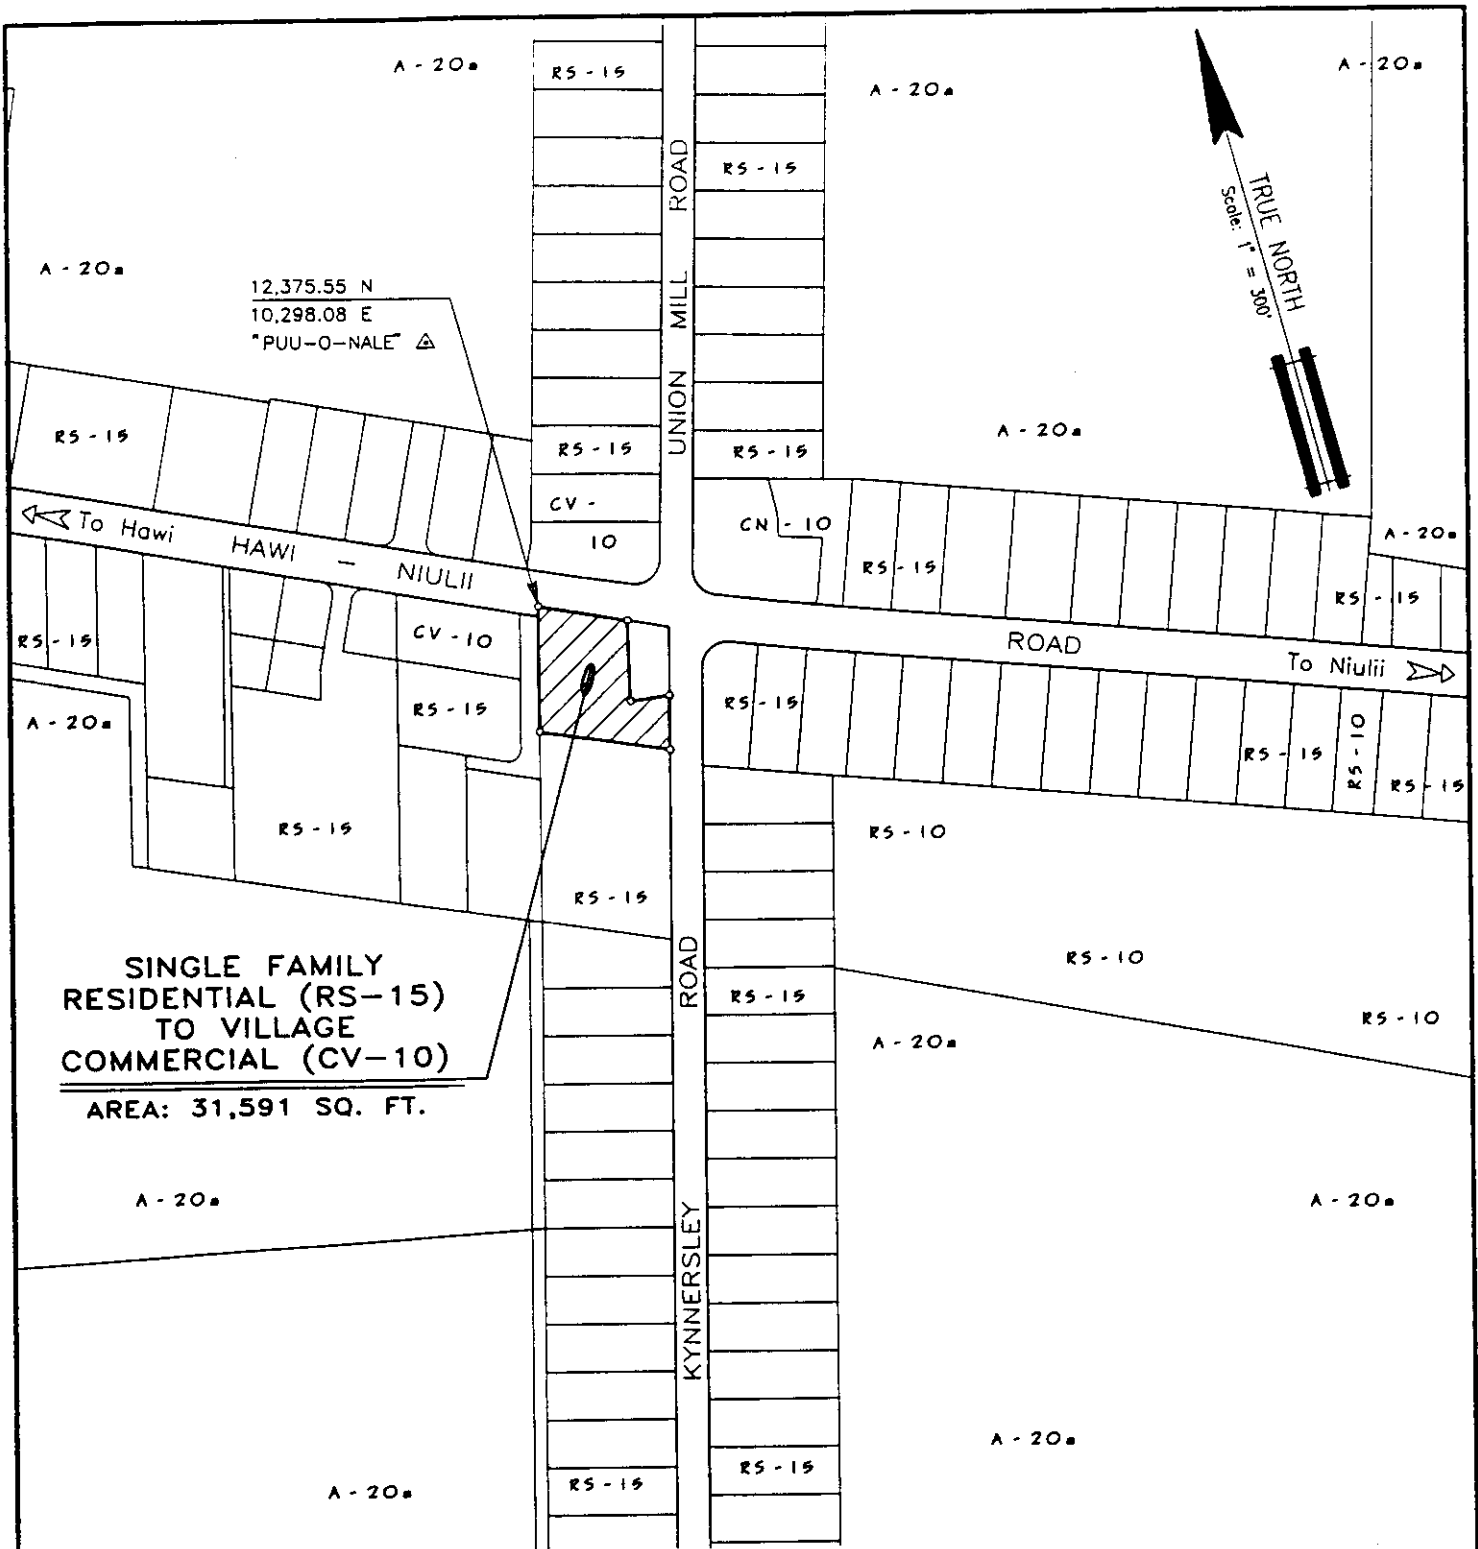 A - 20a
RS - 15
A - 20a
A - 20a
RS - 15
UNION MILL ROAD
TRUE NORTH
Scale: 1" = 300'
A - 20a
12,375.55 N
10,298.08 E
"PUU-O-NALE"
RS - 15
RS - 15
RS - 15
A - 20a
CV - 10
CN - 10
To Hawi
HAWI - NIULII
RS - 15
A - 20a
RS - 15
RS - 15
CV - 10
ROAD
To Niulii
A - 20a
RS - 15
RS - 15
RS - 15
RS - 10
RS - 15
RS - 15
RS - 10
RS - 15
RS - 10
SINGLE FAMILY
RESIDENTIAL (RS-15)
TO VILLAGE
COMMERCIAL (CV-10)
AREA: 31,591 SQ. FT.
KYNNERSLEY ROAD
RS - 15
RS - 10
A - 20a
A - 20a
A - 20a
A - 20a
RS - 15
RS - 15
A - 20a